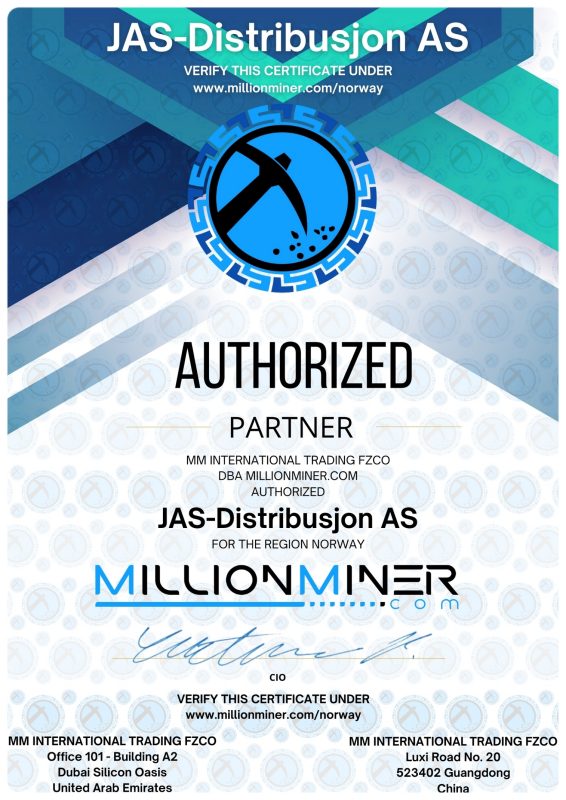 JAS-Distribusjon AS
VERIFY THIS CERTIFICATE UNDER
www.millionminer.com/norway
AUTHORIZED
PARTNER
MM INTERNATIONAL TRADING FZCO
DBA MILLIONMINER.COM
AUTHORIZED
JAS-Distribusjon AS
FOR THE REGION NORWAY
MILLIONMINER
.com
CIO
VERIFY THIS CERTIFICATE UNDER
www.millionminer.com/norway
MM INTERNATIONAL TRADING FZCO
Office 101 - Building A2
Dubai Silicon Oasis
United Arab Emirates
MM INTERNATIONAL TRADING FZCO
Luxi Road No. 20
523402 Guangdong
China